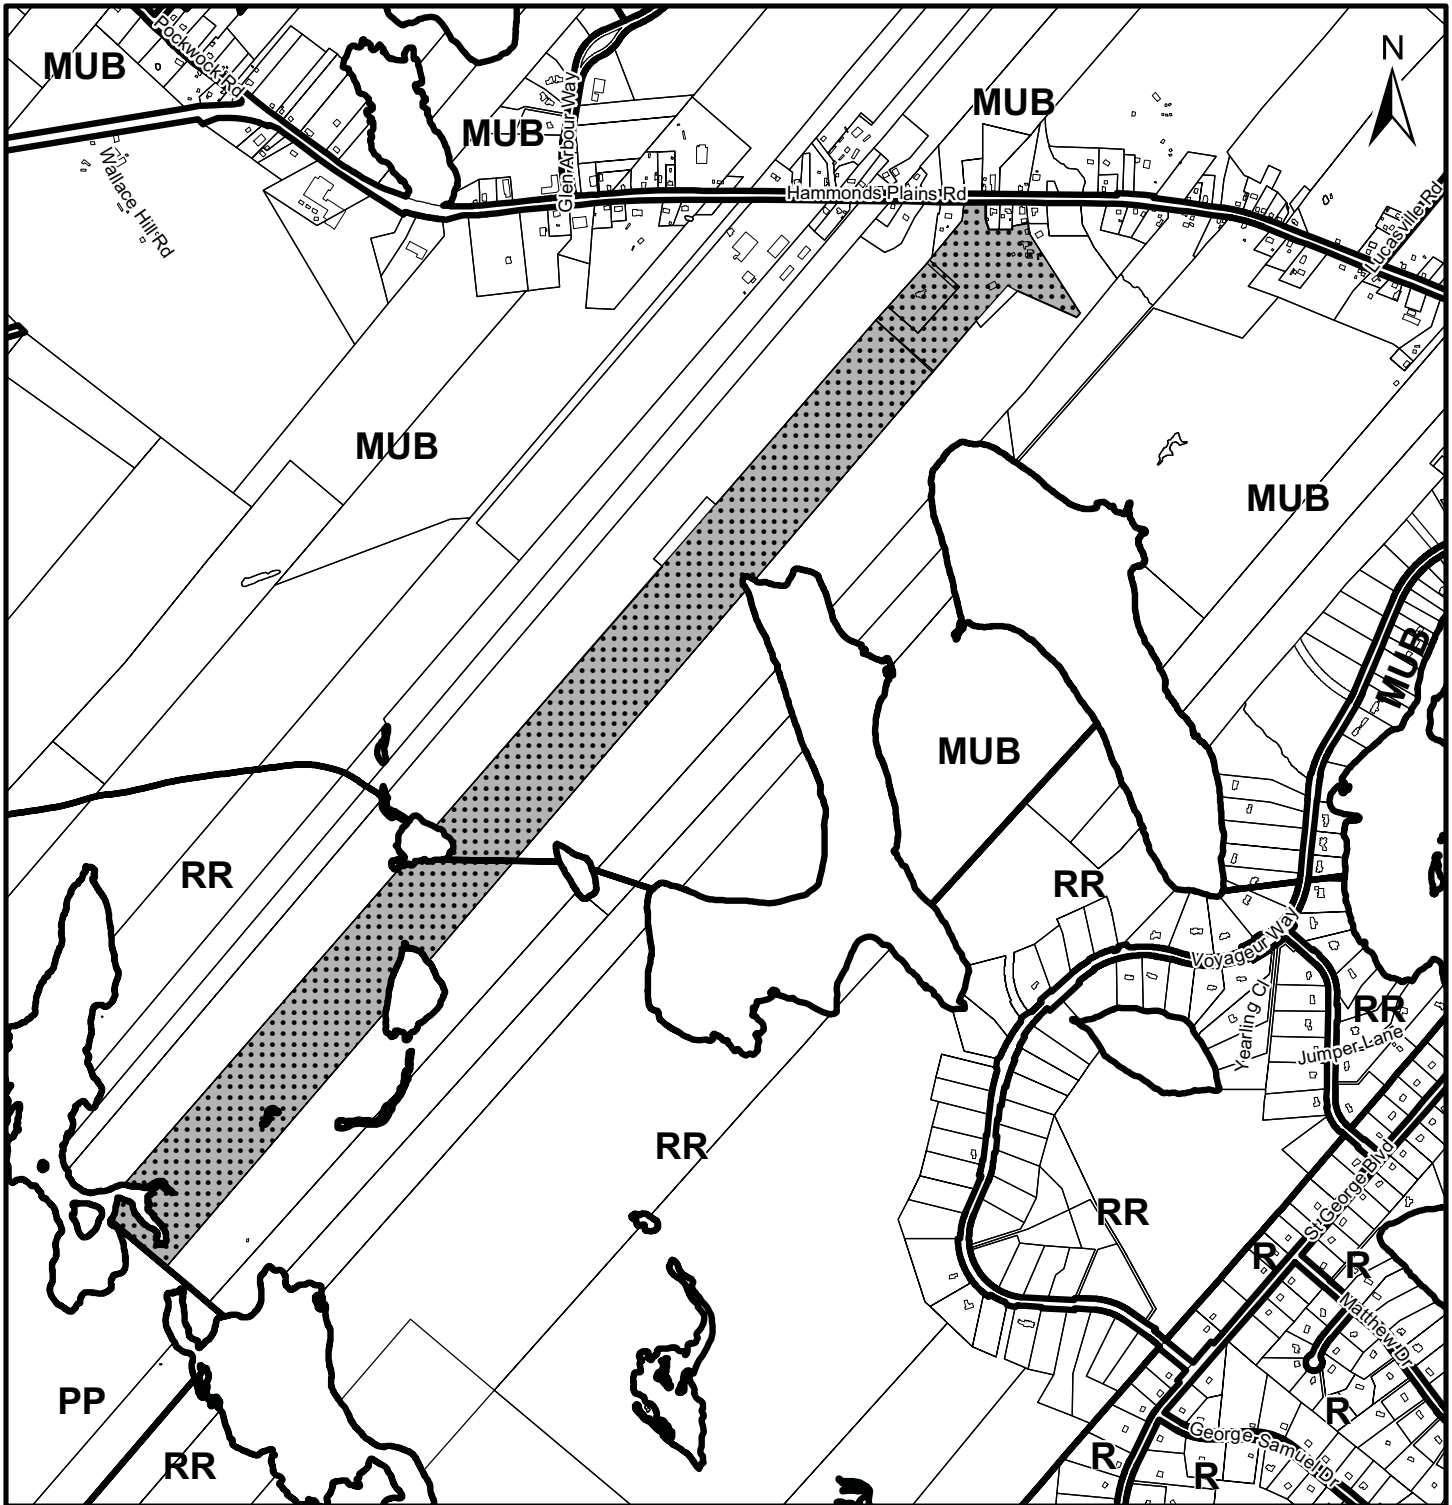 Pockwock Rd
N
MUB
MUB
MUB
Glen Arbour Way
Wallace Hill Rd
Hammonds Plains Rd
Lucasville Rd
MUB
MUB
MUB
MUB
RR
RR
Voyageur Way
Yearling Cl
RR
Jumper Lane
RR
St George Blvd
RR
R
R
Matthew Dr
PP
R
George Samuel Dr
RR
R
R